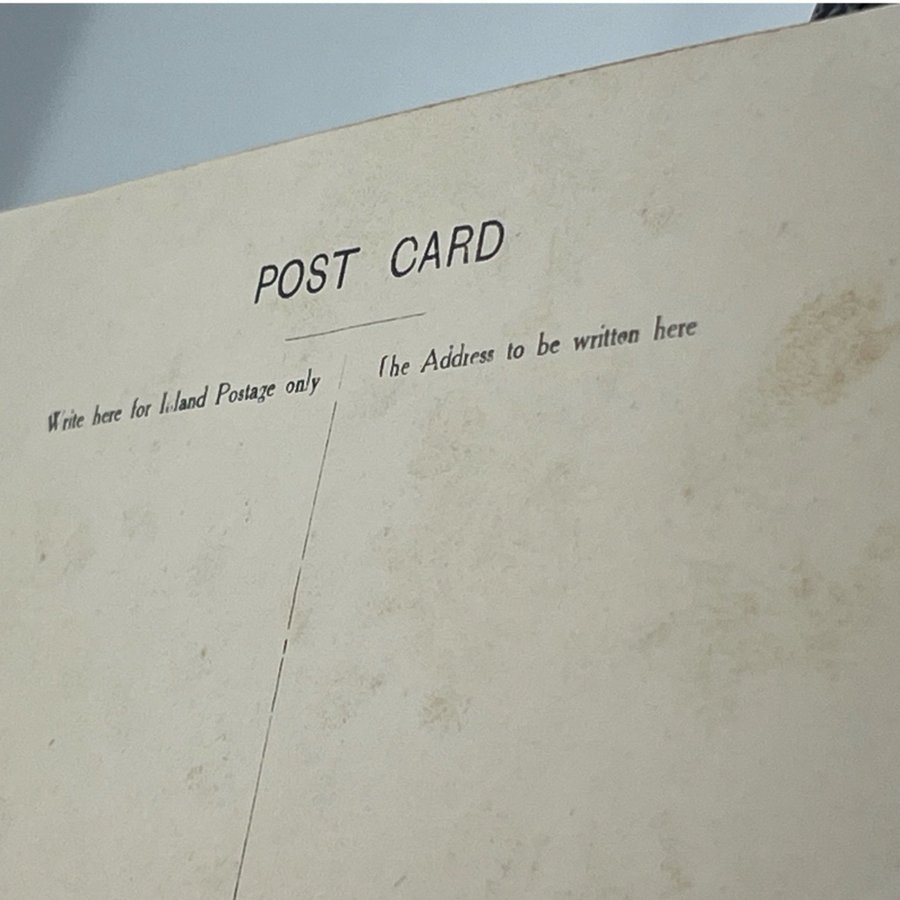 POST CARD
Write here for Inland Postage only
The Address to be written here